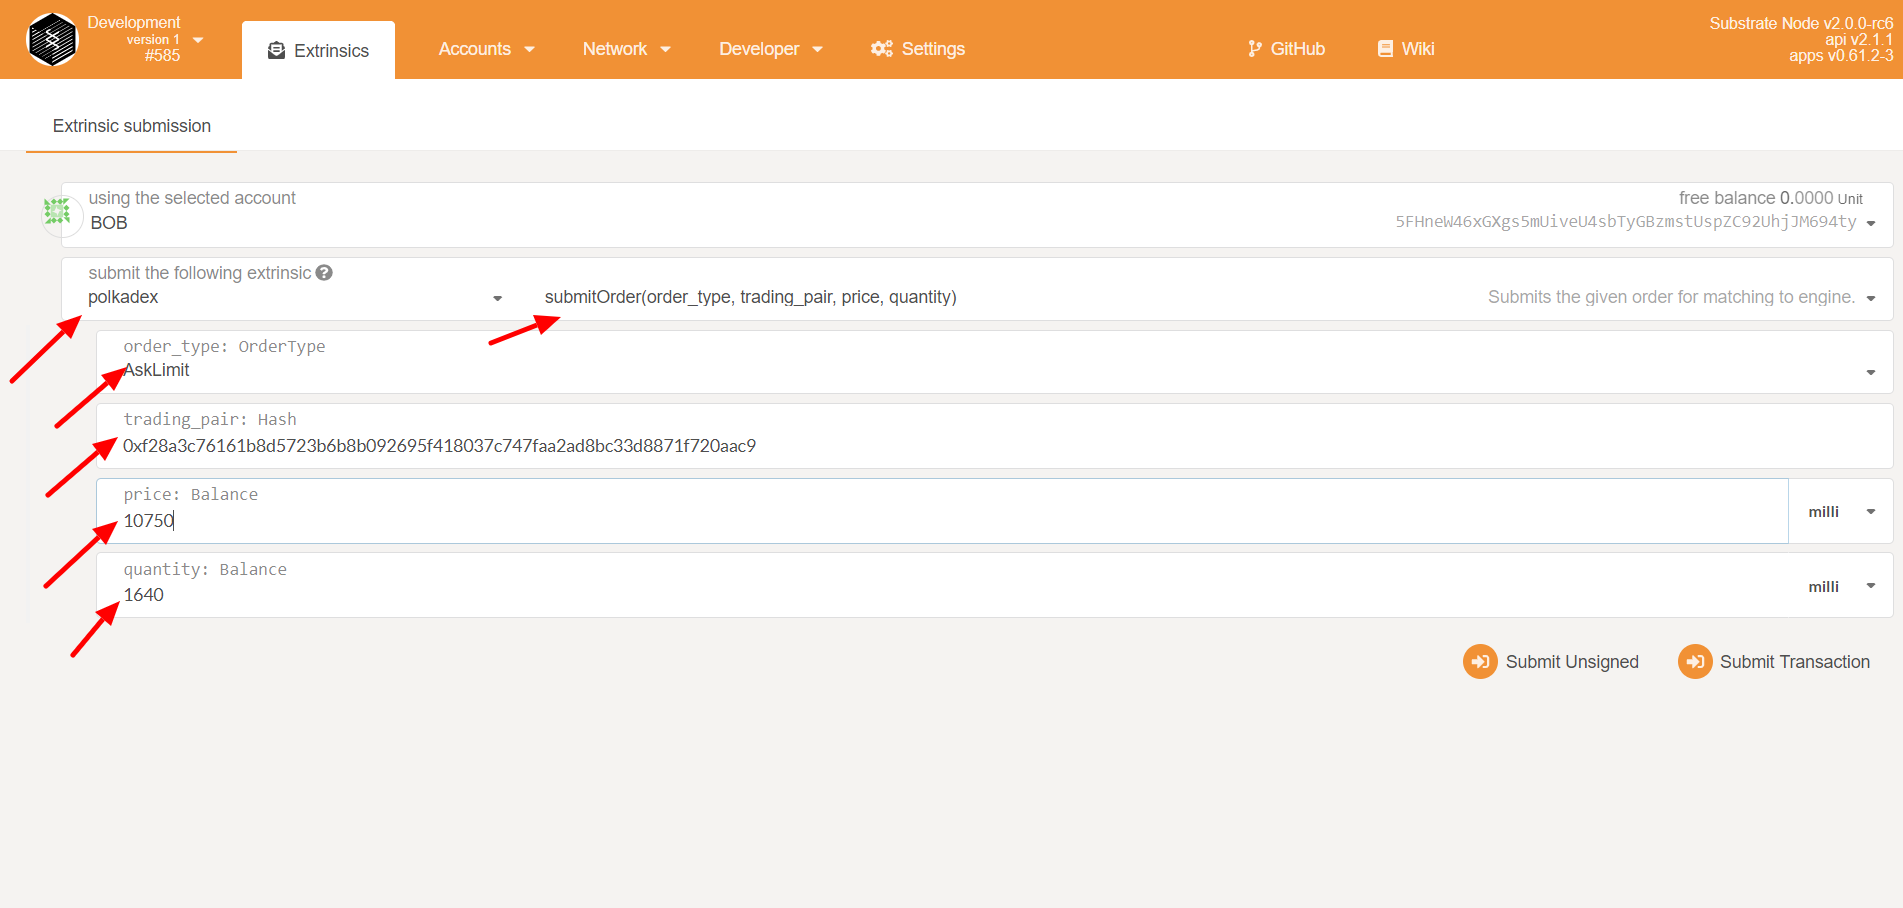 Development
version 1
#585
Extrinsics
Accounts
Network
Developer
Settings
GitHub
Wiki
Substrate Node v2.0.0-rc6
api v2.1.1
apps v0.61.2-3
Extrinsic submission
using the selected account
BOB
free balance 0.0000 Unit
5FHneW46xGXgs5mUiveU4sbTyGBzmstUspZC92UhjJM694ty
submit the following extrinsic
polkadex
submitOrder(order_type, trading_pair, price, quantity)
Submits the given order for matching to engine.
order_type: OrderType
AskLimit
trading_pair: Hash
0xf28a3c76161b8d5723b6b8b092695f418037c747faa2ad8bc33d8871f720aac9
price: Balance
10750
milli
quantity: Balance
1640
milli
Submit Unsigned
Submit Transaction